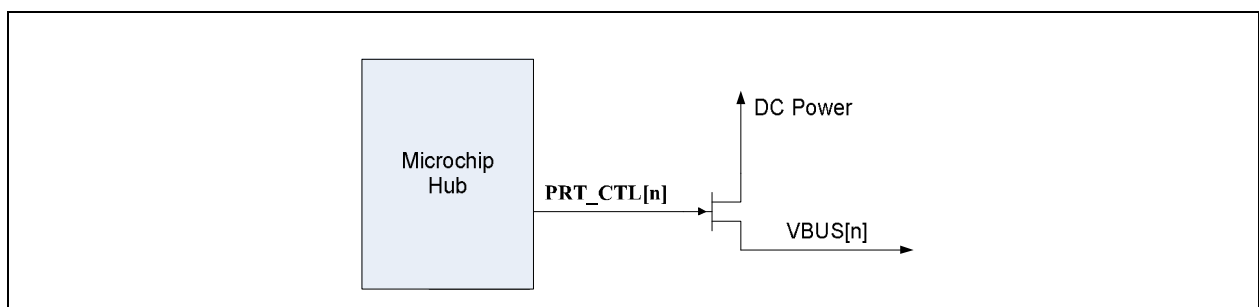 DC Power
Microchip
Hub
PRT_CTL[n]
VBUS[n]